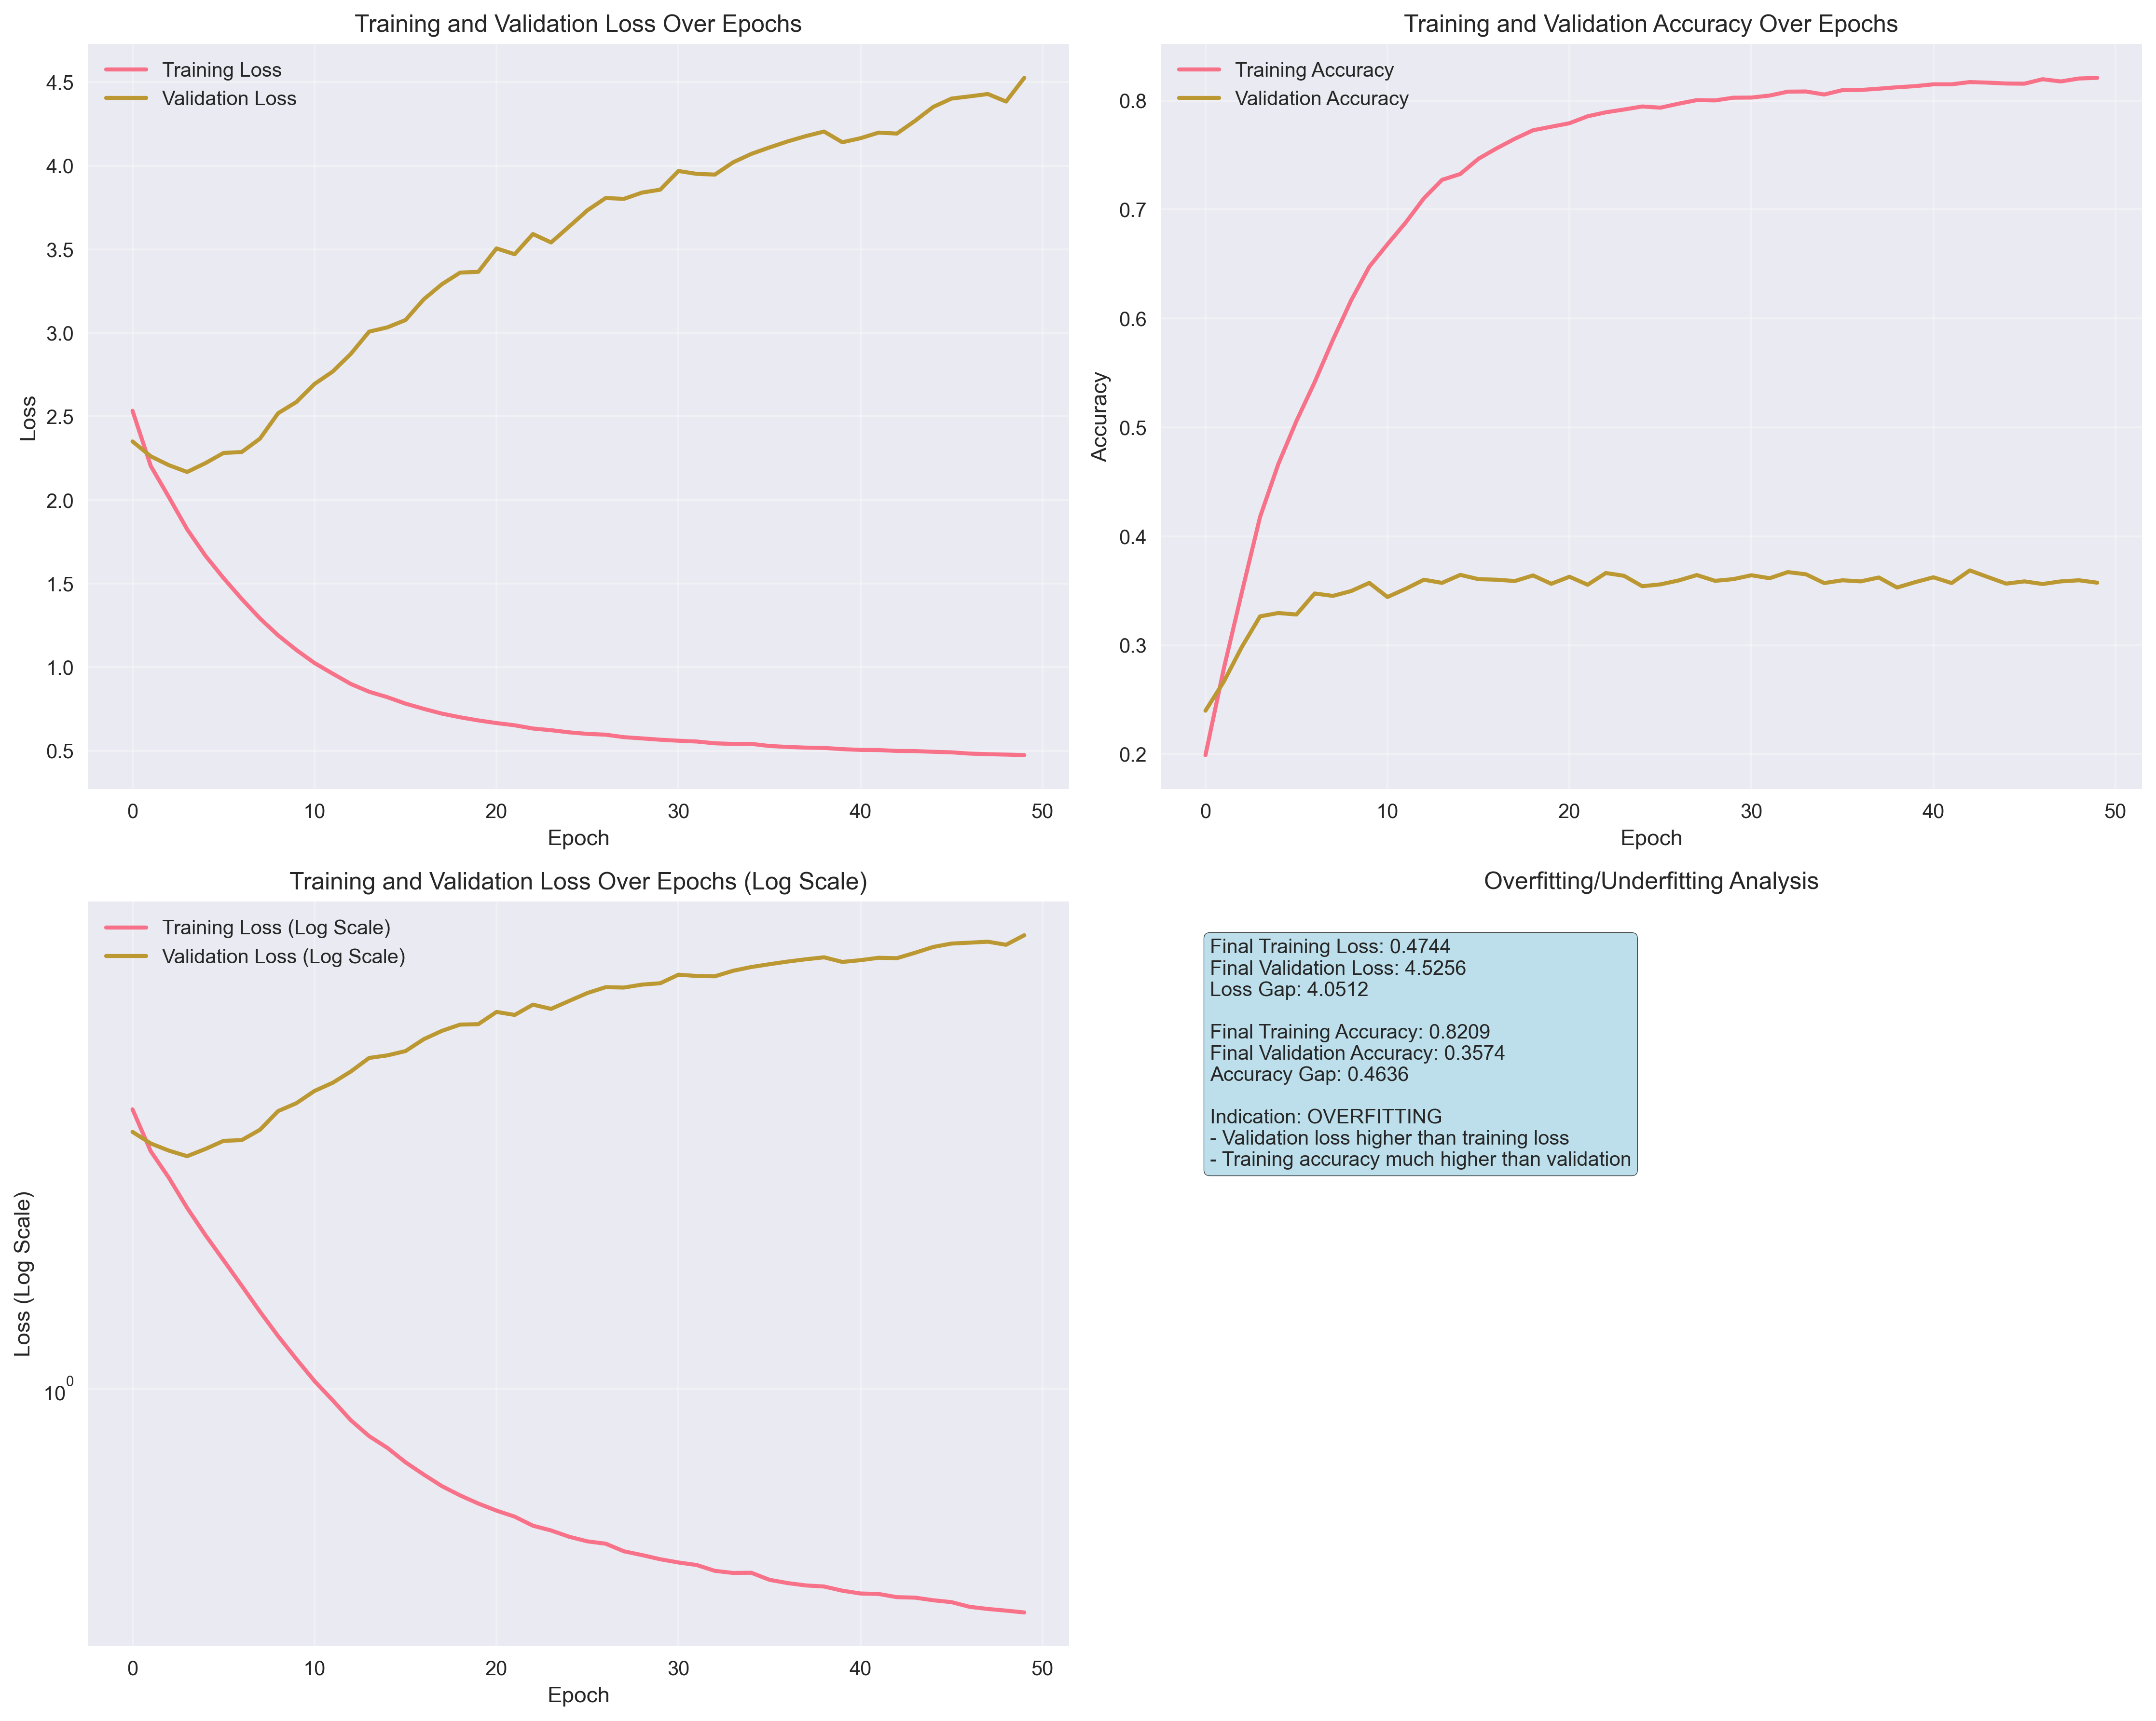 Training and Validation Loss Over Epochs
Training Loss
Validation Loss
4.5
4.0
3.5
3.0
2.5
2.0
1.5
1.0
0.5
Loss
0 10 20 30 40 50
Epoch
Training and Validation Accuracy Over Epochs
Training Accuracy
Validation Accuracy
0.8
0.7
0.6
0.5
0.4
0.3
0.2
Accuracy
0 10 20 30 40 50
Epoch
Training and Validation Loss Over Epochs (Log Scale)
Training Loss (Log Scale)
Validation Loss (Log Scale)
10⁰
Loss (Log Scale)
0 10 20 30 40 50
Epoch
Overfitting/Underfitting Analysis
Final Training Loss: 0.4744
Final Validation Loss: 4.5256
Loss Gap: 4.0512
Final Training Accuracy: 0.8209
Final Validation Accuracy: 0.3574
Accuracy Gap: 0.4636
Indication: OVERFITTING
- Validation loss higher than training loss
- Training accuracy much higher than validation